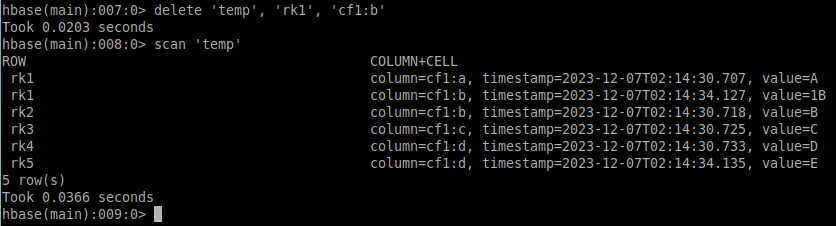 hbase(main):007:0> delete 'temp', 'rk1', 'cf1:b'
Took 0.0203 seconds
hbase(main):008:0> scan 'temp'
ROW COLUMN+CELL
rk1 column=cf1:a, timestamp=2023-12-07T02:14:30.707, value=A
rk1 column=cf1:b, timestamp=2023-12-07T02:14:34.127, value=1B
rk2 column=cf1:b, timestamp=2023-12-07T02:14:30.718, value=B
rk3 column=cf1:c, timestamp=2023-12-07T02:14:30.725, value=C
rk4 column=cf1:d, timestamp=2023-12-07T02:14:30.733, value=D
rk5 column=cf1:d, timestamp=2023-12-07T02:14:34.135, value=E
5 row(s)
Took 0.0366 seconds
hbase(main):009:0>